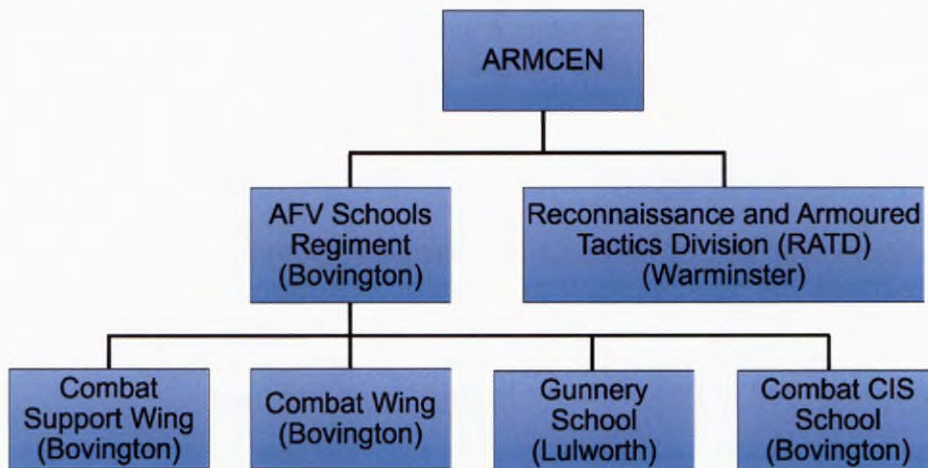 ARMCEN
AFV Schools
Regiment
(Bovington)
Reconnaissance and Armoured
Tactics Division (RATD)
(Warminster)
Combat
Support Wing
(Bovington)
Combat Wing
(Bovington)
Gunnery
School
(Lulworth)
Combat CIS
School
(Bovington)